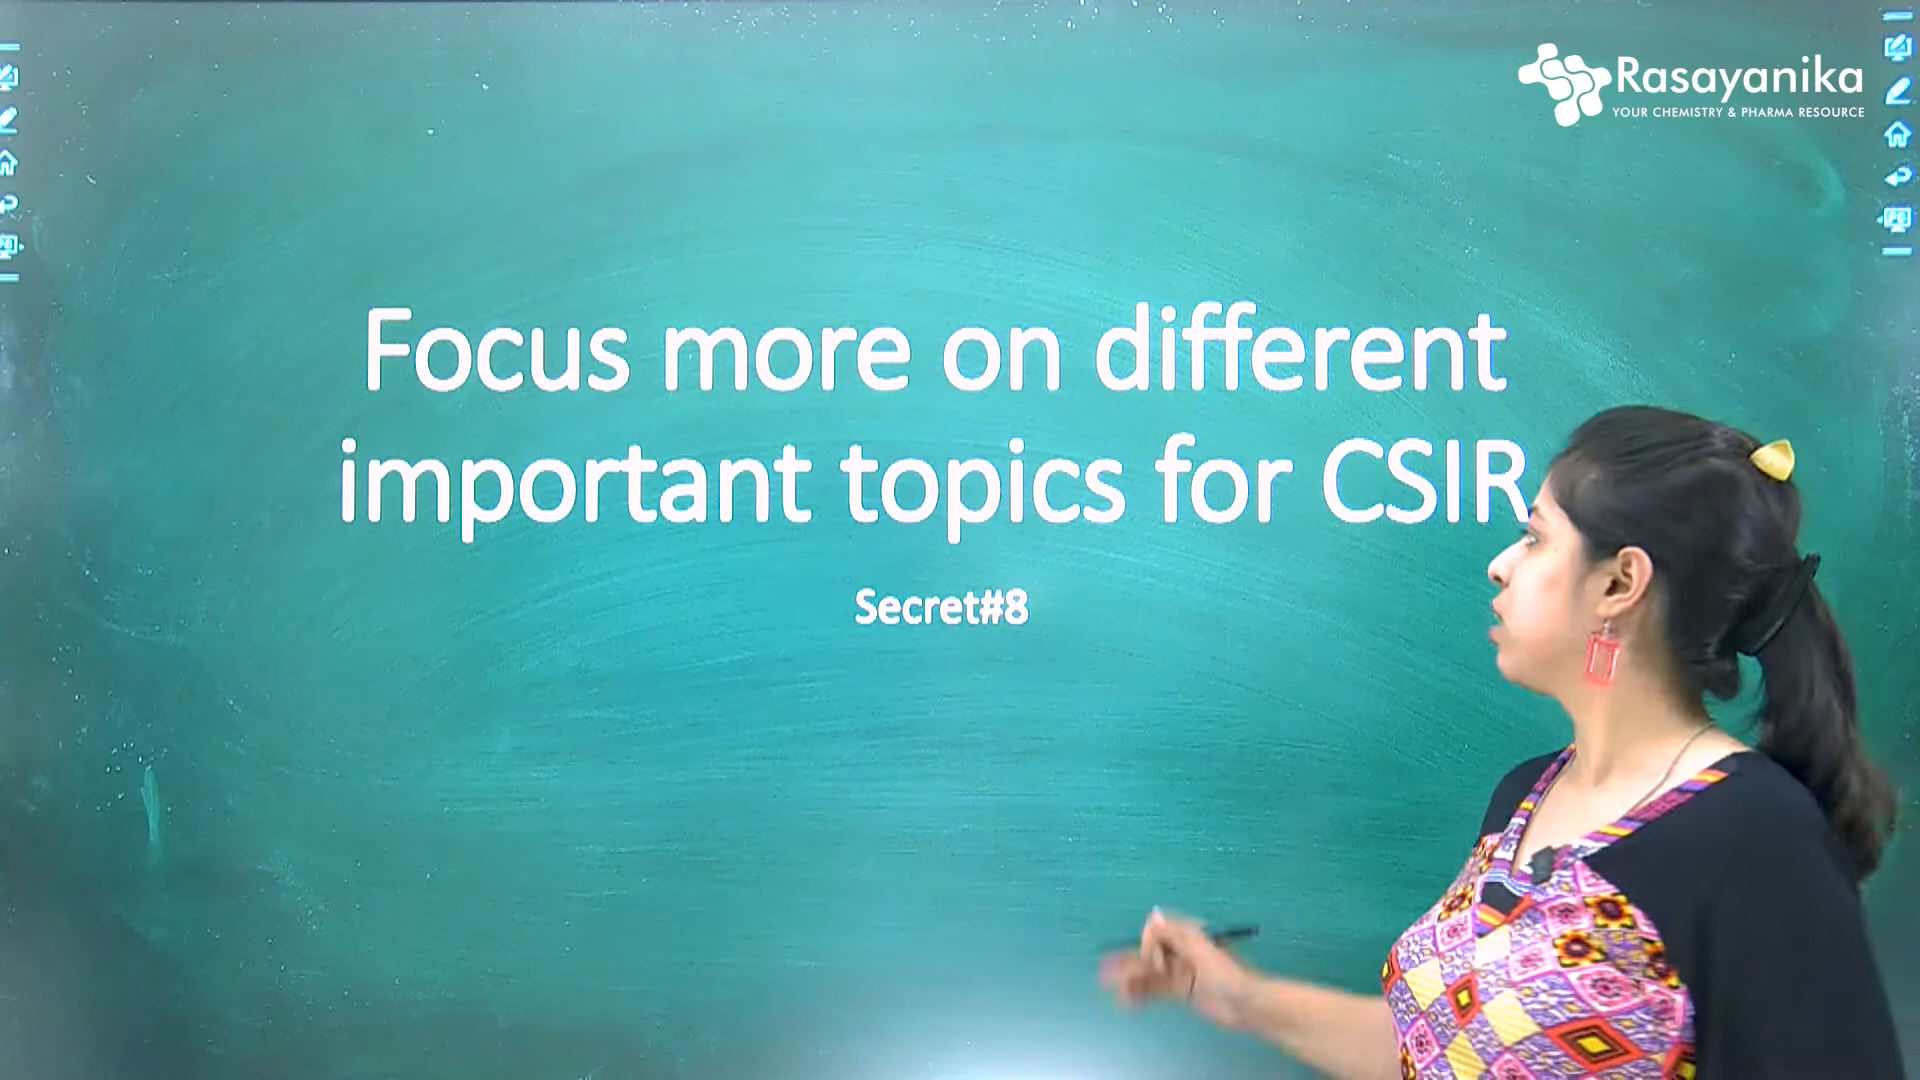 Rasayanika
YOUR CHEMISTRY & PHARMA RESOURCE
Focus more on different
important topics for CSIR
Secret#8